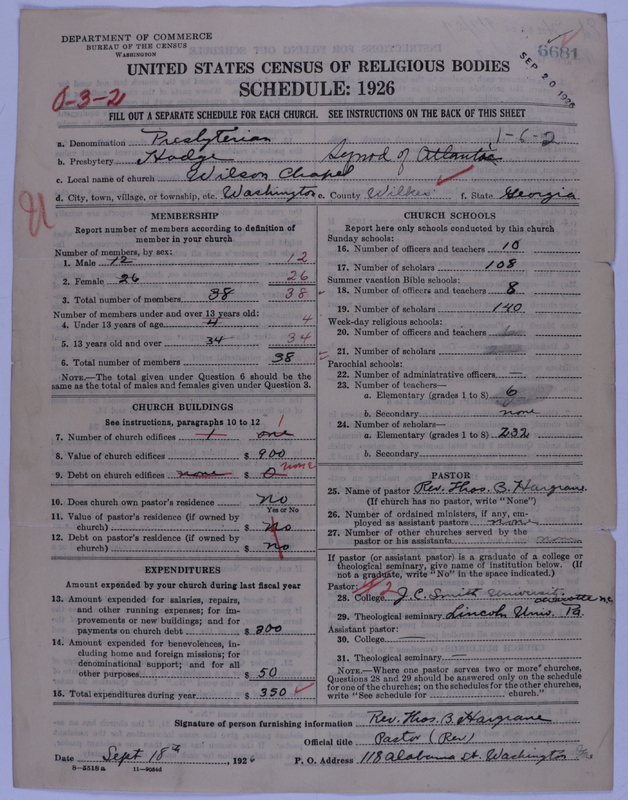 DEPARTMENT OF COMMERCE
BUREAU OF THE CENSUS
WASHINGTON
6681
SEP 20 1926
UNITED STATES CENSUS OF RELIGIOUS BODIES
SCHEDULE: 1926
0-3-2
FILL OUT A SEPARATE SCHEDULE FOR EACH CHURCH. SEE INSTRUCTIONS ON THE BACK OF THIS SHEET
a. Denomination Presbyterian 1-6-2
b. Presbytery Hodge Synod of Atlantic
c. Local name of church Wilson Chapel
d. City, town, village, or township, etc. Washington e. County Wilkes f. State Georgia
MEMBERSHIP
Report number of members according to definition of
member in your church
Number of members, by sex:
1. Male 12 12
2. Female 26 26
3. Total number of members 38 38
Number of members under and over 13 years old:
4. Under 13 years of age 4 4
5. 13 years old and over 34 34
6. Total number of members 38
NOTE.—The total given under Question 6 should be the
same as the total of males and females given under Question 3.
CHURCH BUILDINGS
See instructions, paragraphs 10 to 12
7. Number of church edifices 1 one
8. Value of church edifices $ 900
9. Debt on church edifices none $ 0 none
10. Does church own pastor's residence No
Yes or No
11. Value of pastor's residence (if owned by
church) $ No
12. Debt on pastor's residence (if owned by
church) $ No
EXPENDITURES
Amount expended by your church during last fiscal year
13. Amount expended for salaries, repairs,
and other running expenses; for im-
provements or new buildings; and for
payments on church debt $ 300
14. Amount expended for benevolences, in-
cluding home and foreign missions; for
denominational support; and for all
other purposes $ 50
15. Total expenditures during year $ 350
CHURCH SCHOOLS
Report here only schools conducted by this church
Sunday schools:
16. Number of officers and teachers 10
17. Number of scholars 108
Summer vacation Bible schools:
18. Number of officers and teachers 8
19. Number of scholars 140
Week-day religious schools:
20. Number of officers and teachers
21. Number of scholars
Parochial schools:
22. Number of administrative officers —
23. Number of teachers—
a. Elementary (grades 1 to 8) 6
b. Secondary none
24. Number of scholars—
a. Elementary (grades 1 to 8) 232
b. Secondary
PASTOR
25. Name of pastor Rev. Thos. B. Hargrave
(If church has no pastor, write "None")
26. Number of ordained ministers, if any, em-
ployed as assistant pastors none
27. Number of other churches served by the
pastor or his assistants none
If pastor (or assistant pastor) is a graduate of a college or
theological seminary, give name of institution below. (If
not a graduate, write "No" in the space indicated.)
Pastor:
28. College J. C. Smith University Charlotte N.C.
29. Theological seminary Lincoln Univ. Pa.
Assistant pastor:
30. College —
31. Theological seminary —
NOTE.—Where one pastor serves two or more churches,
Questions 28 and 29 should be answered only on the schedule
for one of the churches; on the schedules for the other churches,
write "See schedule for church."
Signature of person furnishing information Rev. Thos. B. Hargrave
Official title Pastor (Rev)
Date Sept 18th, 1926 P. O. Address 118 Alabama St. Washington Ga
8—5518a 11—9056d